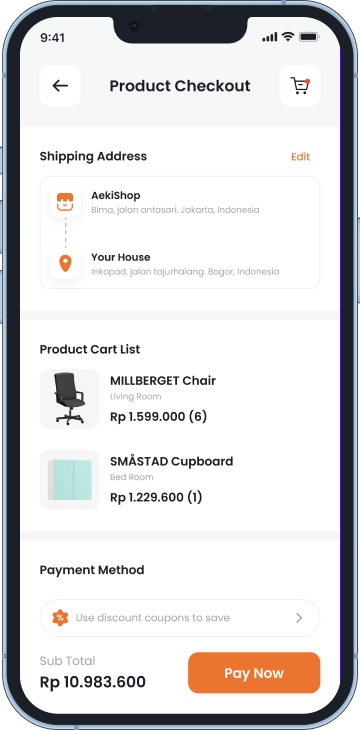 9:41
Product Checkout
Shipping Address
Edit
AekiShop
Bima, jalan antasari. Jakarta, Indonesia
Your House
Inkopad, jalan tajurhalang. Bogor, Indonesia
Product Cart List
MILLBERGET Chair
Living Room
Rp 1.599.000 (6)
SMÅSTAD Cupboard
Bed Room
Rp 1.229.600 (1)
Payment Method
% Use discount coupons to save
Sub Total
Rp 10.983.600
Pay Now